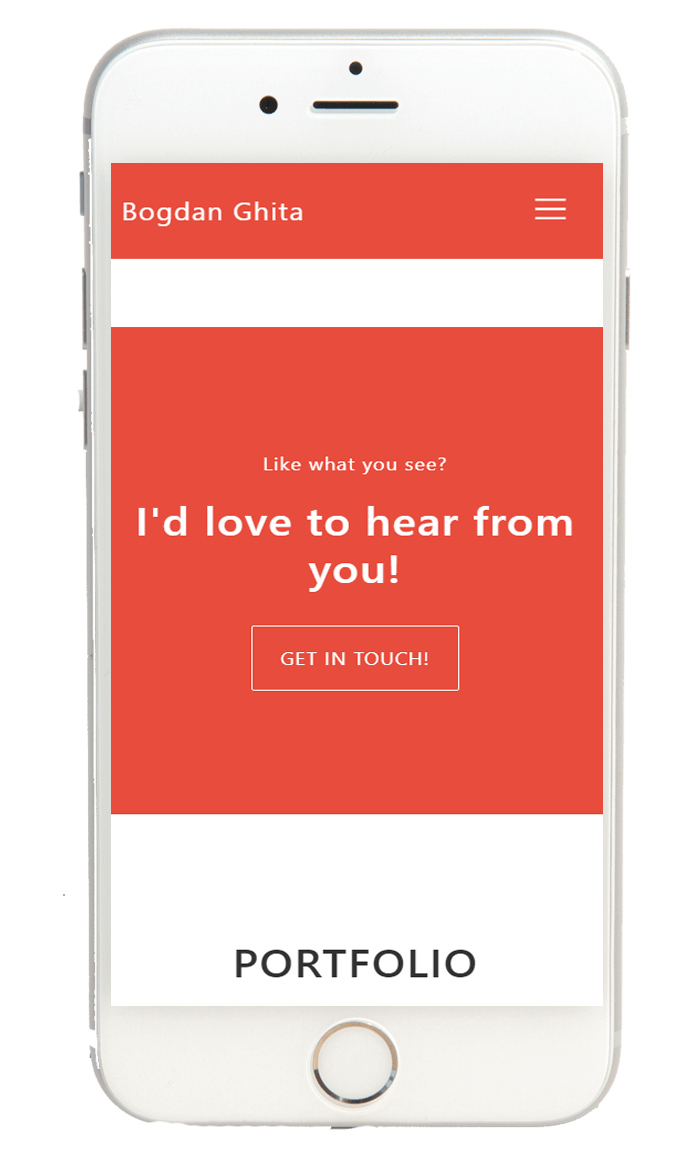 Bogdan Ghita
Like what you see?
I'd love to hear from
you!
GET IN TOUCH!
PORTFOLIO